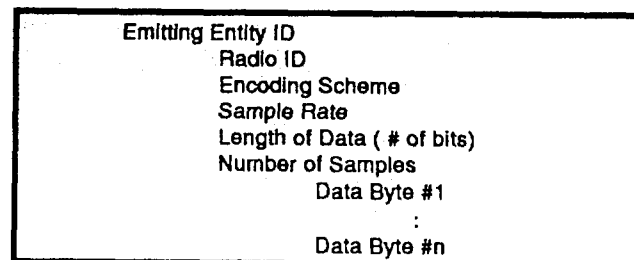 Emitting Entity ID
Radio ID
Encoding Scheme
Sample Rate
Length of Data ( # of bits)
Number of Samples
Data Byte #1
:
Data Byte #n